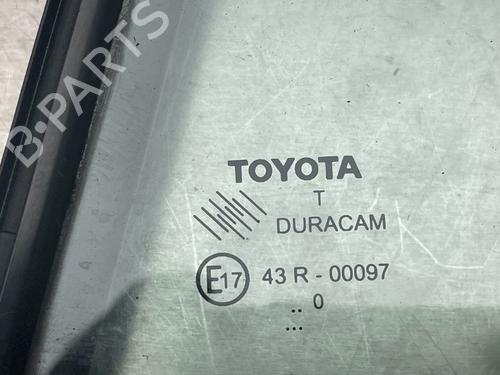 B-PARTS
TOYOTA
T
DURACAM
E17 43 R - 00097
.. 0
...